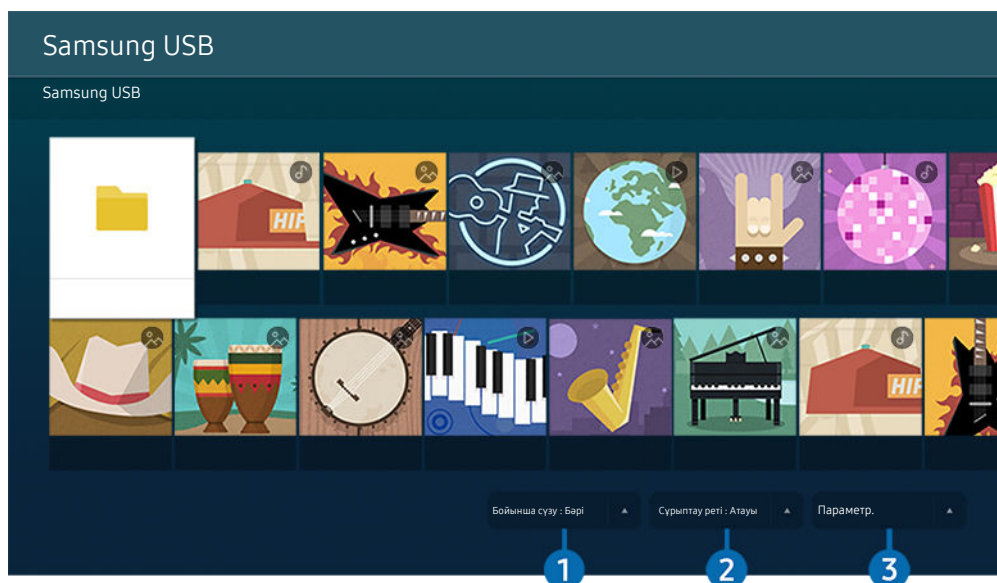 Samsung USB
Samsung USB
HIP
HIP
Бойынша сүзу : Бәрі
Сұрыптау реті : Атауы
Параметр.
1
2
3